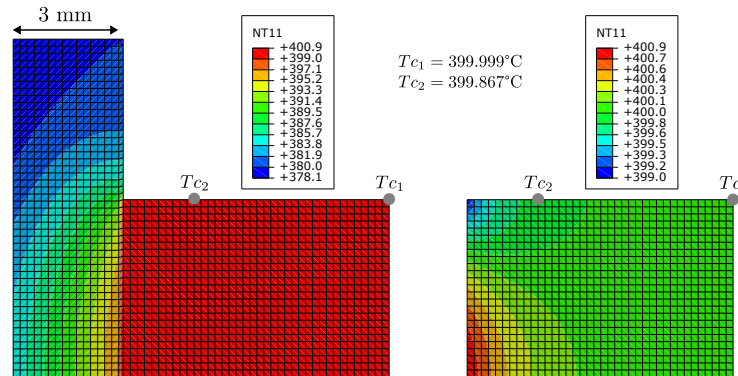 3 mm
NT11
+400.9
+399.0
+397.1
+395.2
+393.3
+391.4
+389.5
+387.6
+385.7
+383.8
+381.9
+380.0
+378.1
Tc₁ = 399.999°C
Tc₂ = 399.867°C
NT11
+400.9
+400.7
+400.6
+400.4
+400.3
+400.1
+400.0
+399.8
+399.6
+399.5
+399.3
+399.2
+399.0
Tc₂
Tc₁
Tc₂
Tc